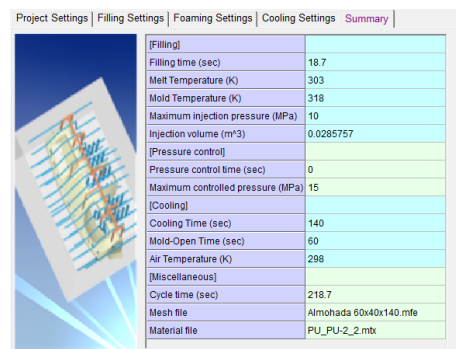 Project Settings Filling Settings Foaming Settings Cooling Settings Summary
[Filling]
Filling time (sec) 18.7
Melt Temperature (K) 303
Mold Temperature (K) 318
Maximum injection pressure (MPa) 10
Injection volume (m^3) 0.0285757
[Pressure control]
Pressure control time (sec) 0
Maximum controlled pressure (MPa) 15
[Cooling]
Cooling Time (sec) 140
Mold-Open Time (sec) 60
Air Temperature (K) 298
[Miscellaneous]
Cycle time (sec) 218.7
Mesh file Almohada 60x40x140.mfe
Material file PU_PU-2_2.mtx